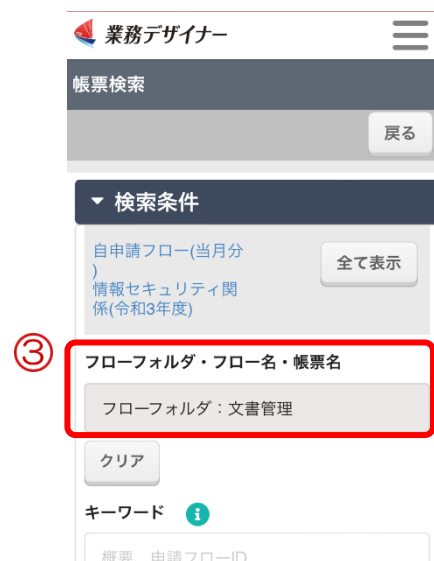 業務デザイナー
帳票検索
戻る
▼ 検索条件
自申請フロー(当月分
)
情報セキュリティ関
係(令和3年度)
全て表示
③
フローフォルダ・フロー名・帳票名
フローフォルダ：文書管理
クリア
キーワード
概要、申請フローID